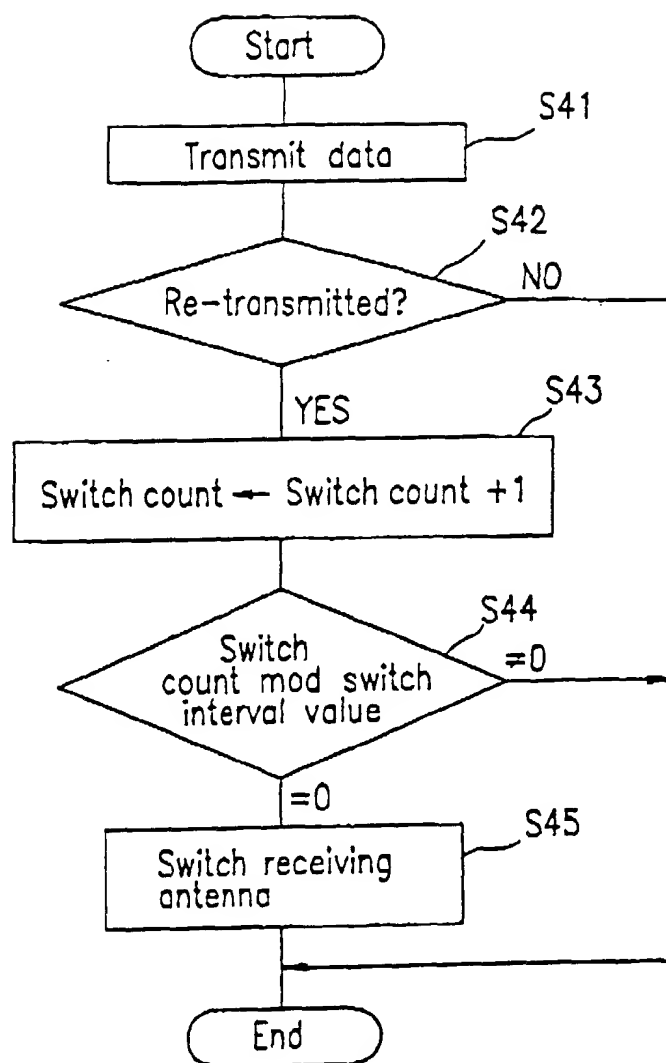 Start
S41
Transmit data
S42
Re-transmitted?
NO
YES
S43
Switch count ← Switch count +1
S44
Switch
count mod switch
interval value
=0
=0
S45
Switch receiving
antenna
End